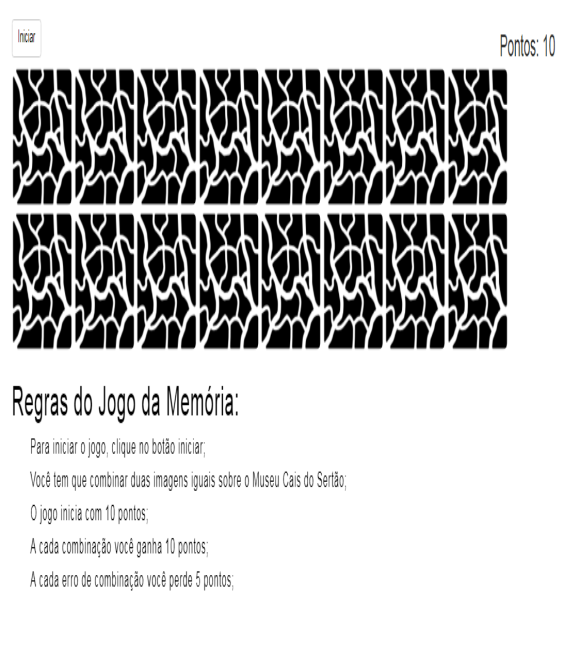 Iniciar
Pontos: 10
Regras do Jogo da Memória:
Para iniciar o jogo, clique no botão iniciar;
Você tem que combinar duas imagens iguais sobre o Museu Cais do Sertão;
O jogo inicia com 10 pontos;
A cada combinação você ganha 10 pontos;
A cada erro de combinação você perde 5 pontos;